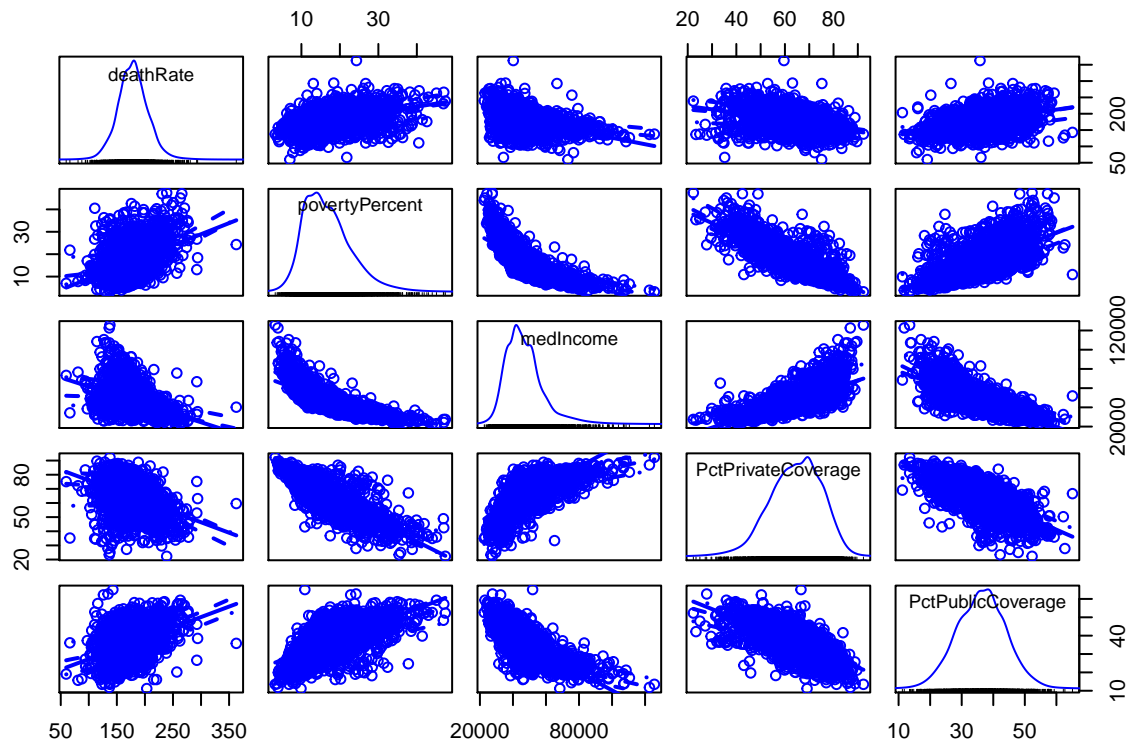 10 30
20 40 60 80
deathRate
50 200
povertyPercent
10 30
medIncome
20000 120000
PctPrivateCoverage
20 50 80
PctPublicCoverage
10 40
50 150 250 350
20000 80000
10 30 50